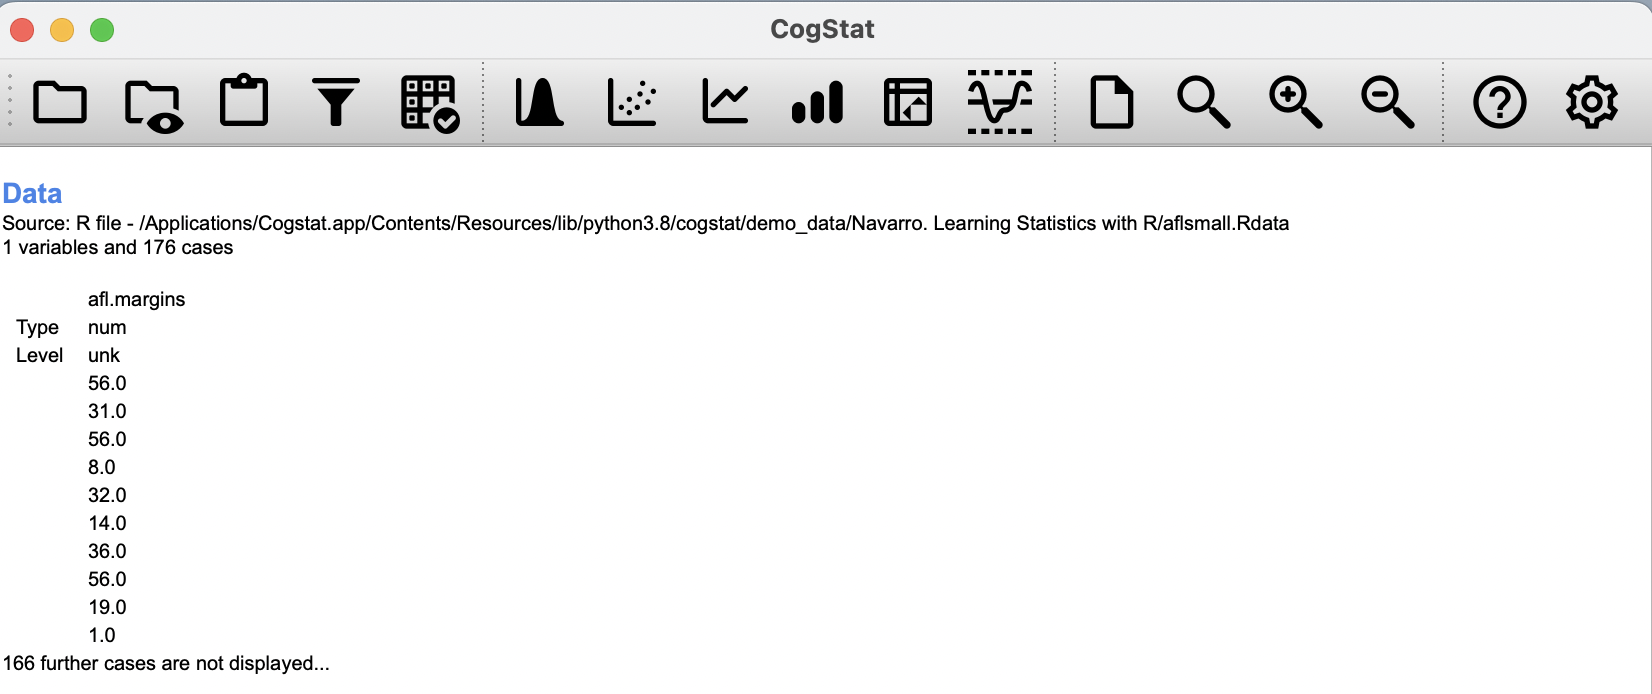 CogStat
Data
Source: R file - /Applications/Cogstat.app/Contents/Resources/lib/python3.8/cogstat/demo_data/Navarro. Learning Statistics with R/aflsmall.Rdata
1 variables and 176 cases
afl.margins
Type num
Level unk
56.0
31.0
56.0
8.0
32.0
14.0
36.0
56.0
19.0
1.0
166 further cases are not displayed...